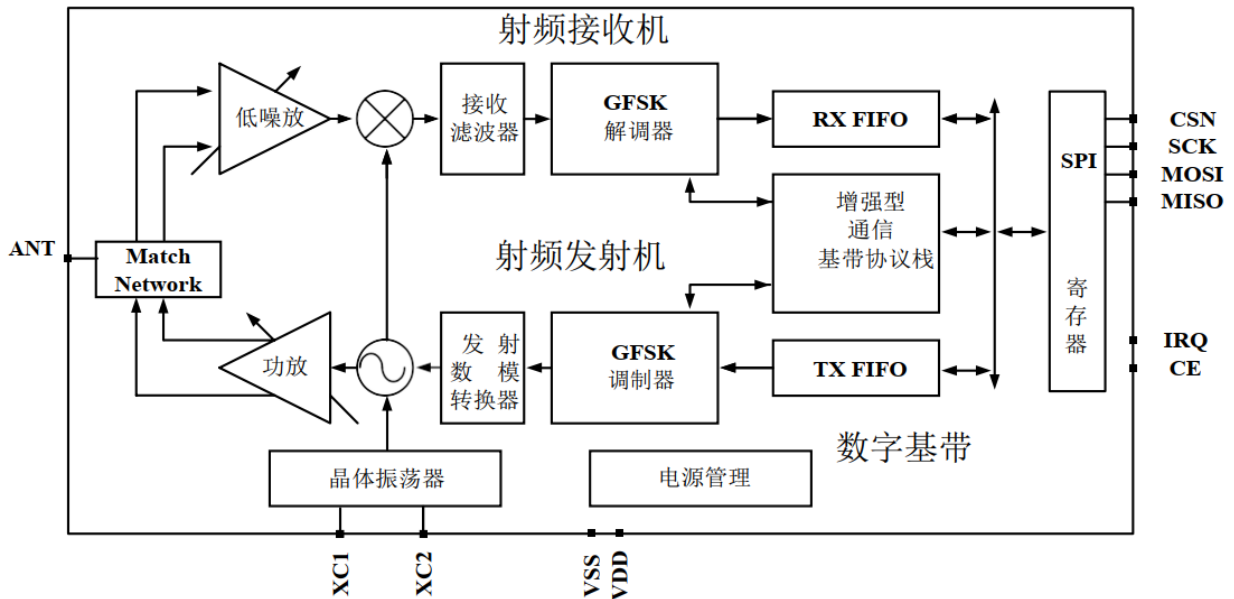 射频接收机
低噪放
接收
滤波器
GFSK
解调器
RX FIFO
SPI
寄存器
CSN
SCK
MOSI
MISO
增强型
通信
基带协议栈
ANT
Match
Network
射频发射机
功放
发射
数模
转换器
GFSK
调制器
TX FIFO
IRQ
CE
数字基带
晶体振荡器
电源管理
XC1
XC2
VSS
VDD